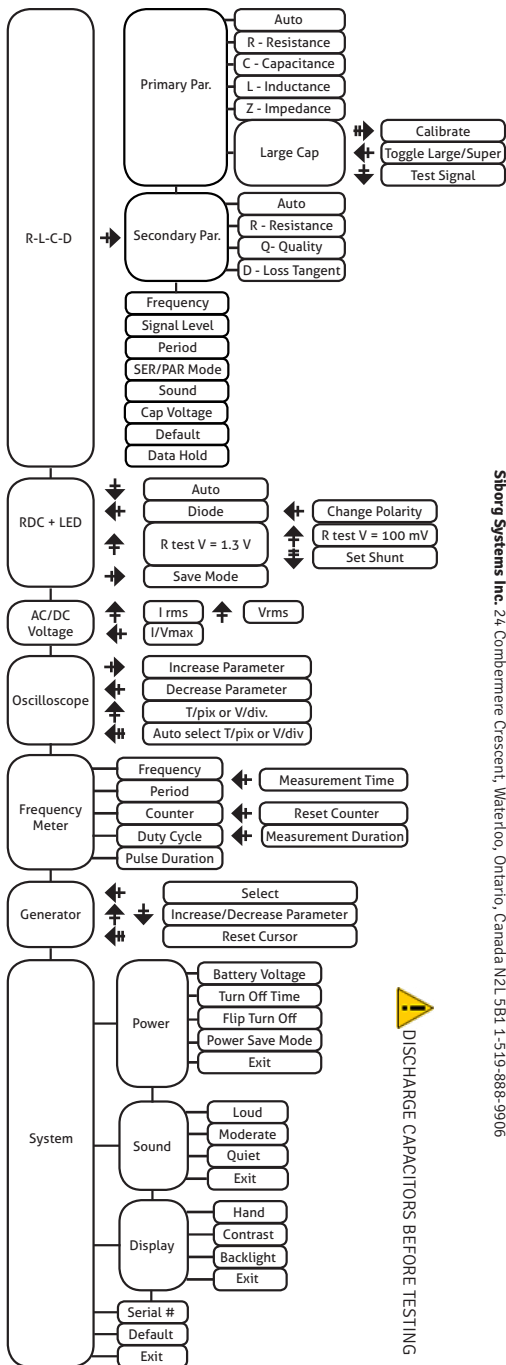 R-L-C-D
Primary Par.
Auto
R - Resistance
C - Capacitance
L - Inductance
Z - Impedance
Large Cap
Calibrate
Toggle Large/Super
Test Signal
Secondary Par.
Auto
R - Resistance
Q- Quality
D - Loss Tangent
Frequency
Signal Level
Period
SER/PAR Mode
Sound
Cap Voltage
Default
Data Hold
RDC + LED
Auto
Diode
Change Polarity
R test V = 1.3 V
R test V = 100 mV
Set Shunt
Save Mode
AC/DC
Voltage
I rms
Vrms
I/Vmax
Oscilloscope
Increase Parameter
Decrease Parameter
T/pix or V/div.
Auto select T/pix or V/div
Frequency
Meter
Frequency
Measurement Time
Period
Counter
Reset Counter
Duty Cycle
Measurement Duration
Pulse Duration
Generator
Select
Increase/Decrease Parameter
Reset Cursor
System
Power
Battery Voltage
Turn Off Time
Flip Turn Off
Power Save Mode
Exit
Sound
Loud
Moderate
Quiet
Exit
Display
Hand
Contrast
Backlight
Exit
Serial #
Default
Exit
Siborg Systems Inc. 24 Combermere Crescent, Waterloo, Ontario, Canada N2L 5B1 1-519-888-9906
! DISCHARGE CAPACITORS BEFORE TESTING